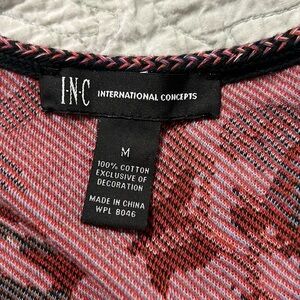 I·N·C INTERNATIONAL CONCEPTS
M
100% COTTON
EXCLUSIVE OF
DECORATION
MADE IN CHINA
WPL 8046